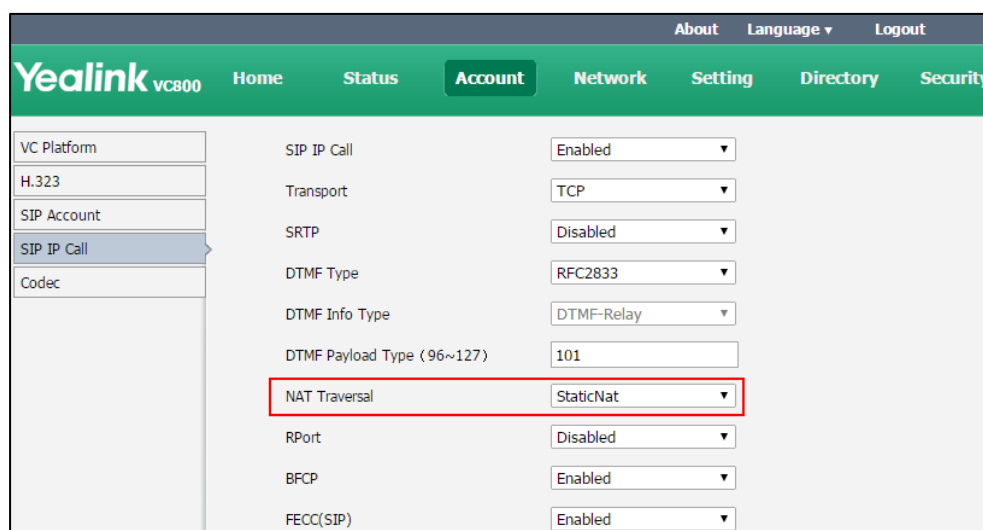 About Language Logout
Yealink VC800 Home Status Account Network Setting Directory Security
VC Platform
H.323
SIP Account
SIP IP Call
Codec
SIP IP Call Enabled
Transport TCP
SRTP Disabled
DTMF Type RFC2833
DTMF Info Type DTMF-Relay
DTMF Payload Type (96~127) 101
NAT Traversal StaticNat
RPort Disabled
BFCP Enabled
FECC(SIP) Enabled